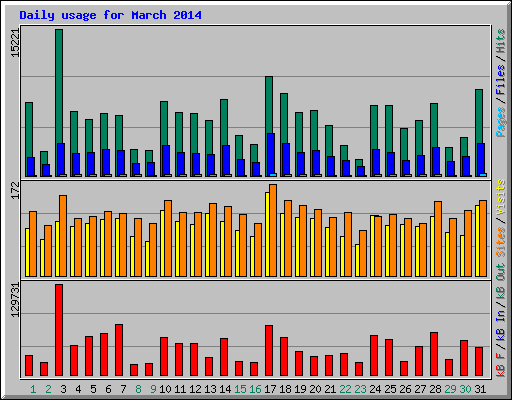 Daily usage for March 2014
15221
172
129731
Pages / Files / Hits
Sites / Visits
kB F / kB In / kB Out
1 2 3 4 5 6 7 8 9 10 11 12 13 14 15 16 17 18 19 20 21 22 23 24 25 26 27 28 29 30 31